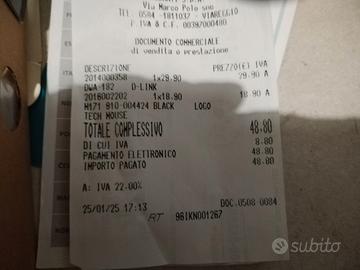 Via Marco Polo snc
TEL. 0584 -1811037 - VIAREGGIO
P.IVA & C.F. 00397000480
DOCUMENTO COMMERCIALE
di vendita o prestazione
DESCRIZIONE PREZZO(€) IVA
2014000358 1x29.90 29.90 A
DWA-182 D-LINK
2016002202 1x18.90 18.90 A
M171 910-004424 BLACK LOGO
TECH MOUSE
TOTALE COMPLESSIVO 48.80
DI CUI IVA 8.80
PAGAMENTO ELETTRONICO 48.80
IMPORTO PAGATO 48.80
A: IVA 22.00%
25/01/25 17:13 DOC.0508-0084
RT 96IKN001267
subito